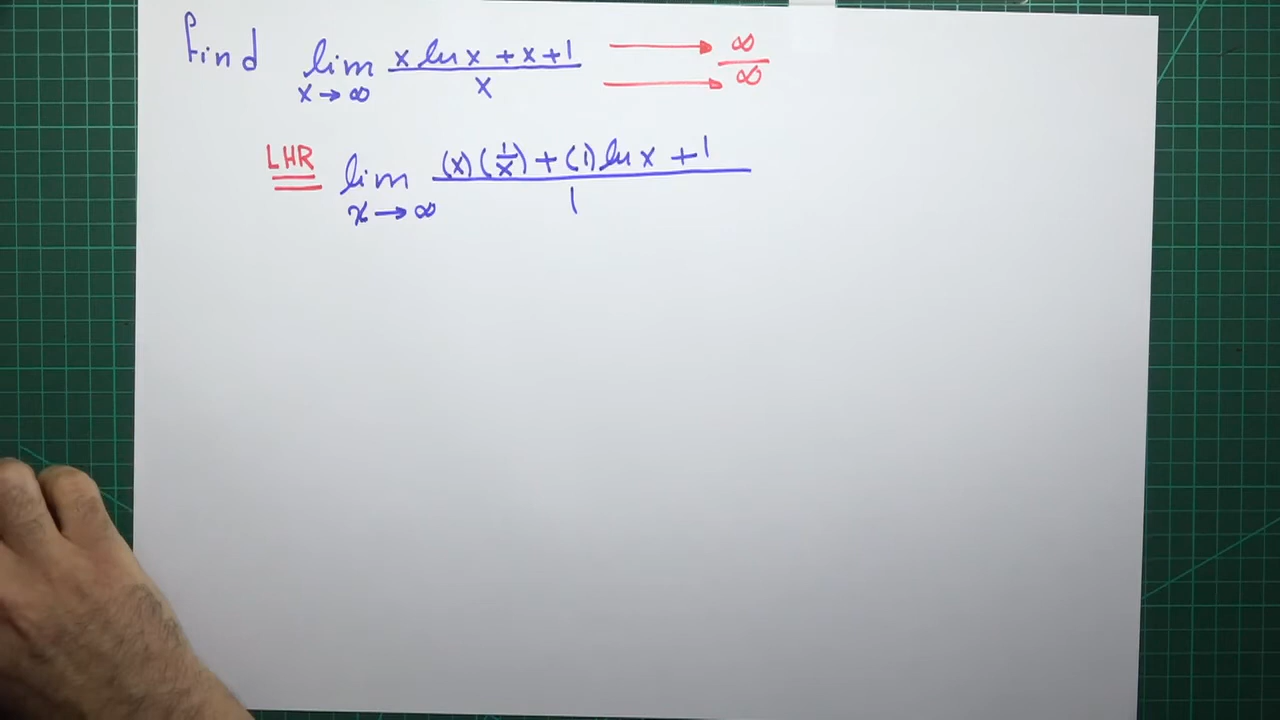 find lim x→∞ (x ln x + x + 1)/x → ∞ / → ∞
LHR = lim x→∞ ((x)(1/x) + (1) ln x + 1)/1